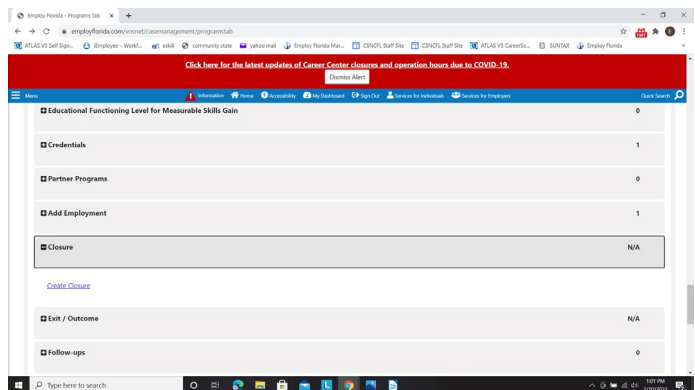 Employ Florida - Programs Tab
employflorida.com/vosnet/casemanagement/programstab
ATLAS V3 Self Sign... iEmployee – Workf... eskill community state yahoo mail Employ Florida Mar... CSNCFL Staff Site CSNCFL Staff Site ATLAS V3 CareerSo... SUNTAX Employ Florida
Click here for the latest updates of Career Center closures and operation hours due to COVID-19.
Dismiss Alert
Menu Information Home Accessibility My Dashboard Sign Out Services for Individuals Services for Employers Quick Search
Educational Functioning Level for Measurable Skills Gain 0
Credentials 1
Partner Programs 0
Add Employment 1
Closure N/A
Create Closure
Exit / Outcome N/A
Follow-ups 0
Type here to search 1:01 PM
2/10/2021